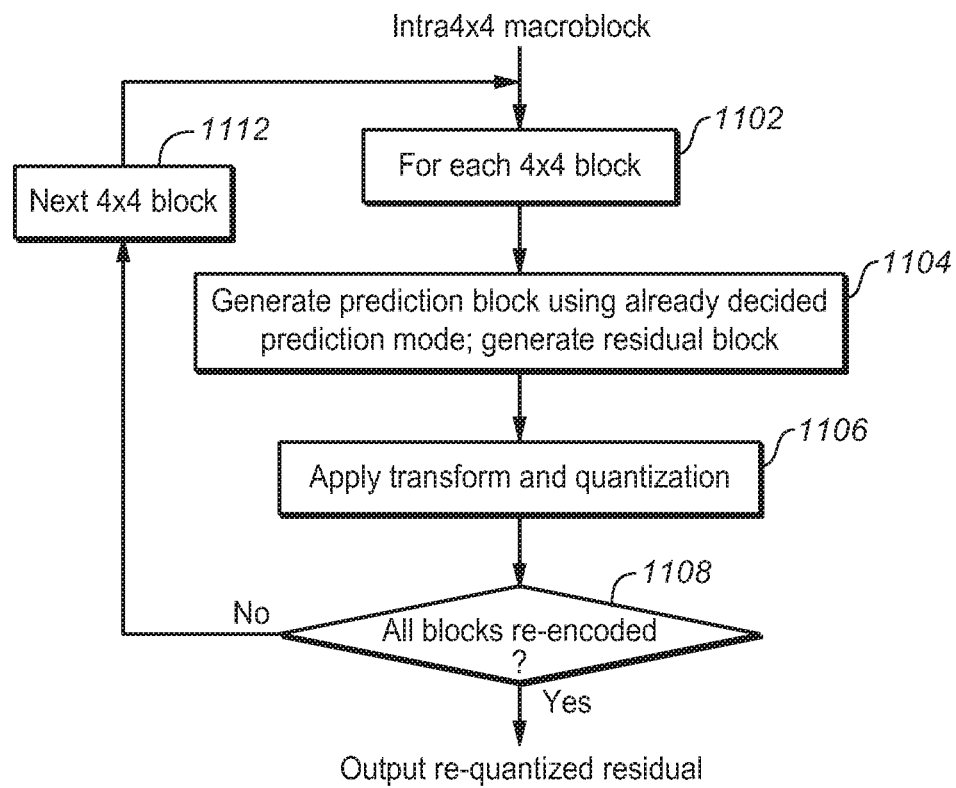 Intra4x4 macroblock
1102
For each 4x4 block
1112
Next 4x4 block
1104
Generate prediction block using already decided
prediction mode; generate residual block
1106
Apply transform and quantization
1108
All blocks re-encoded
?
No
Yes
Output re-quantized residual